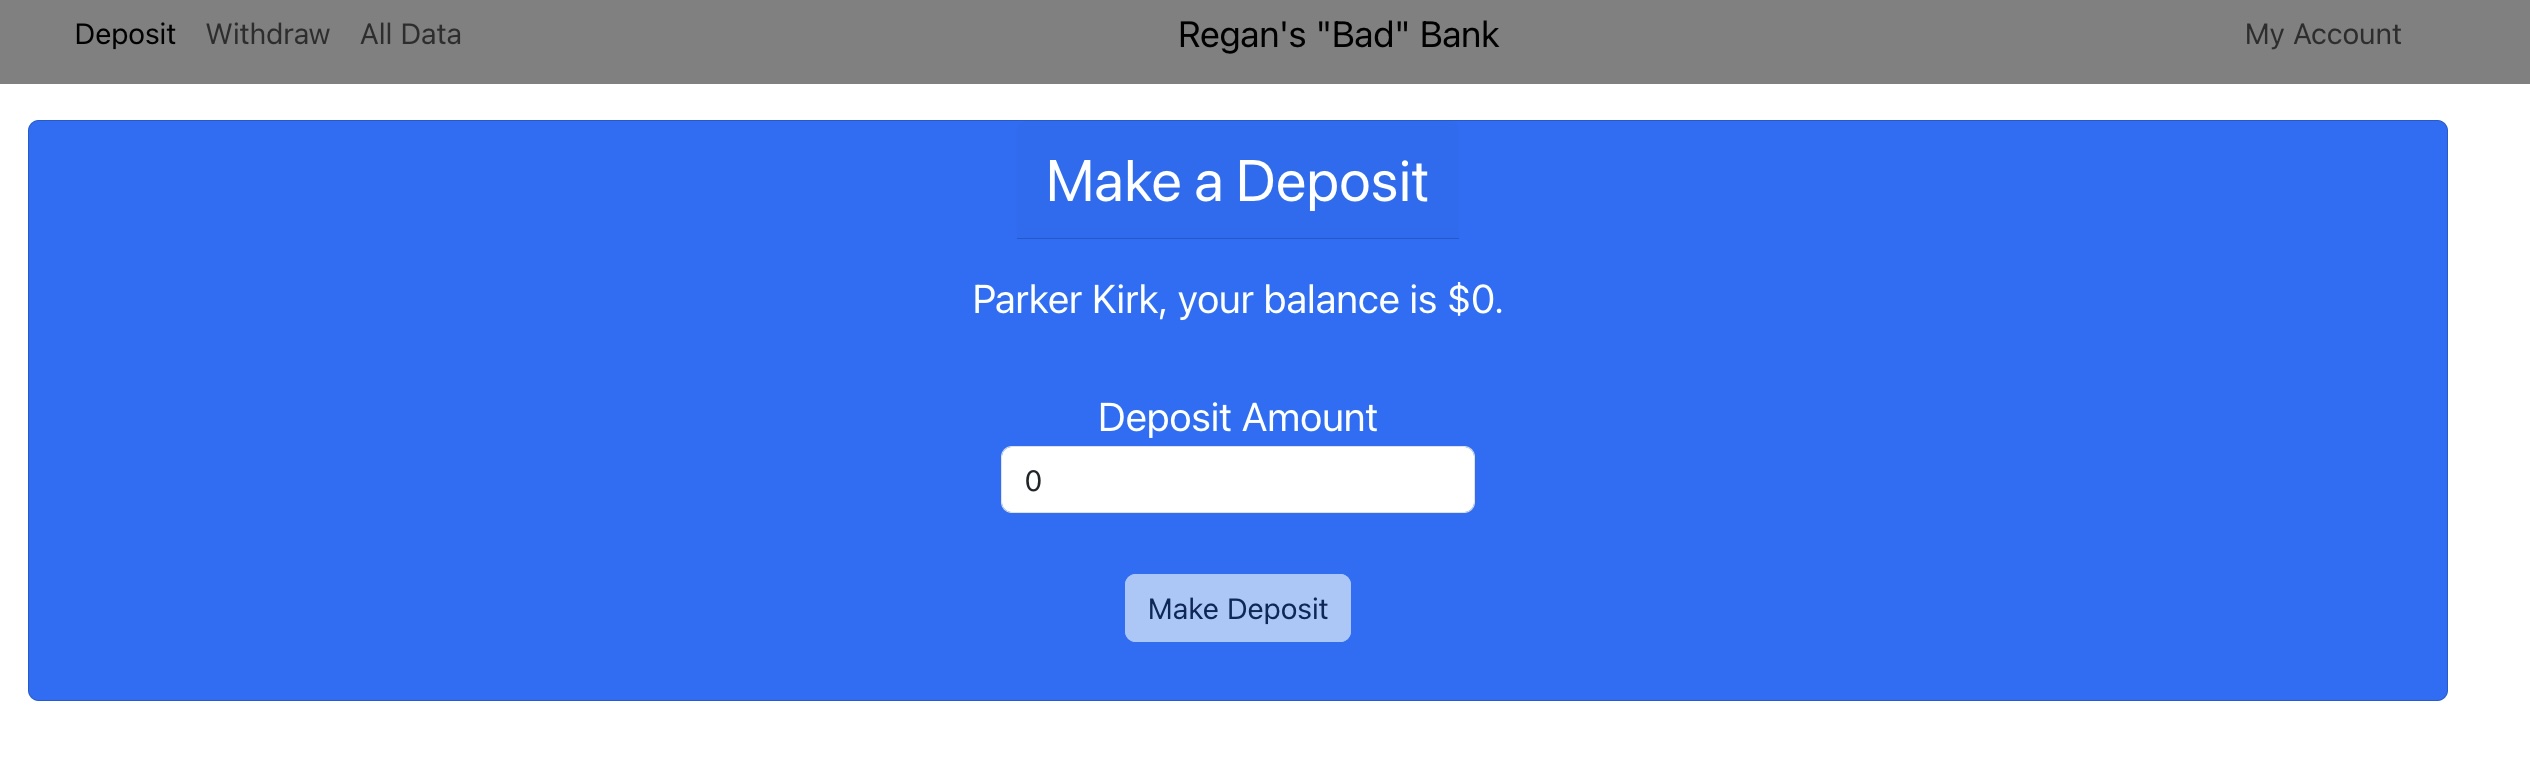 Deposit Withdraw All Data Regan's "Bad" Bank My Account
Make a Deposit
Parker Kirk, your balance is $0.
Deposit Amount
0
Make Deposit